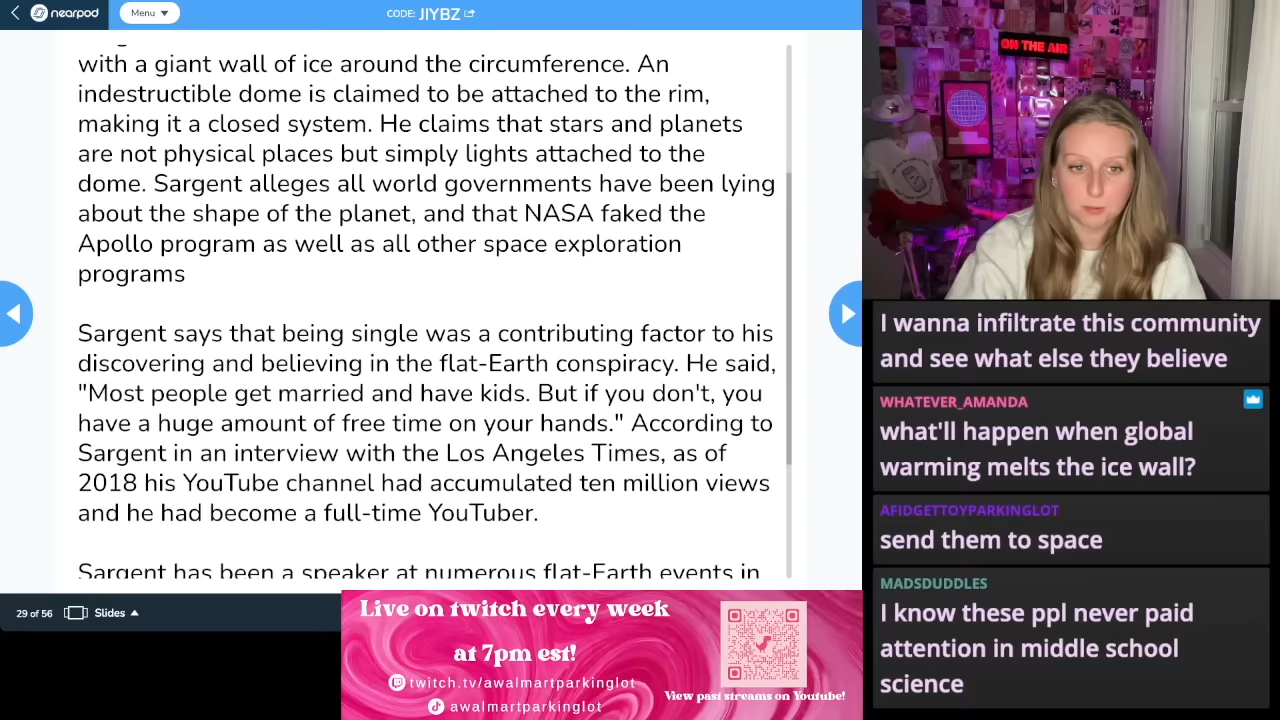 nearpod
Menu
CODE: JIYBZ
with a giant wall of ice around the circumference. An
indestructible dome is claimed to be attached to the rim,
making it a closed system. He claims that stars and planets
are not physical places but simply lights attached to the
dome. Sargent alleges all world governments have been lying
about the shape of the planet, and that NASA faked the
Apollo program as well as all other space exploration
programs
Sargent says that being single was a contributing factor to his
discovering and believing in the flat-Earth conspiracy. He said,
"Most people get married and have kids. But if you don't, you
have a huge amount of free time on your hands." According to
Sargent in an interview with the Los Angeles Times, as of
2018 his YouTube channel had accumulated ten million views
and he had become a full-time YouTuber.
Sargent has been a speaker at numerous flat-Earth events in
29 of 56
Slides
Live on twitch every week
at 7pm est!
twitch.tv/awalmartparkinglot
awalmartparkinglot
View past streams on Youtube!
ON THE AIR
I wanna infiltrate this community
and see what else they believe
WHATEVER_AMANDA
what'll happen when global
warming melts the ice wall?
AFIDGETTOYPARKINGLOT
send them to space
MADSDUDDLES
I know these ppl never paid
attention in middle school
science